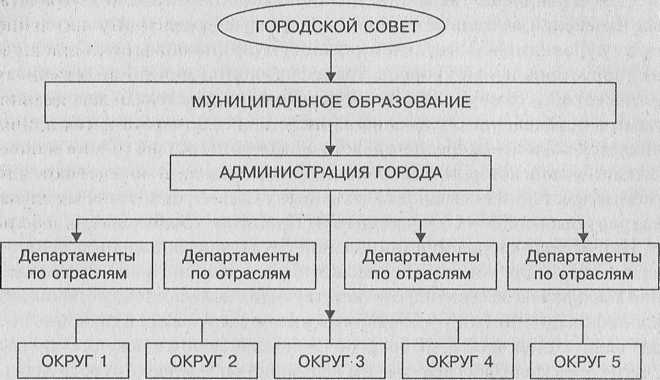 ГОРОДСКОЙ СОВЕТ
МУНИЦИПАЛЬНОЕ ОБРАЗОВАНИЕ
АДМИНИСТРАЦИЯ ГОРОДА
Департаменты
по отраслям
Департаменты
по отраслям
Департаменты
по отраслям
Департаменты
по отраслям
ОКРУГ 1
ОКРУГ 2
ОКРУГ 3
ОКРУГ 4
ОКРУГ 5